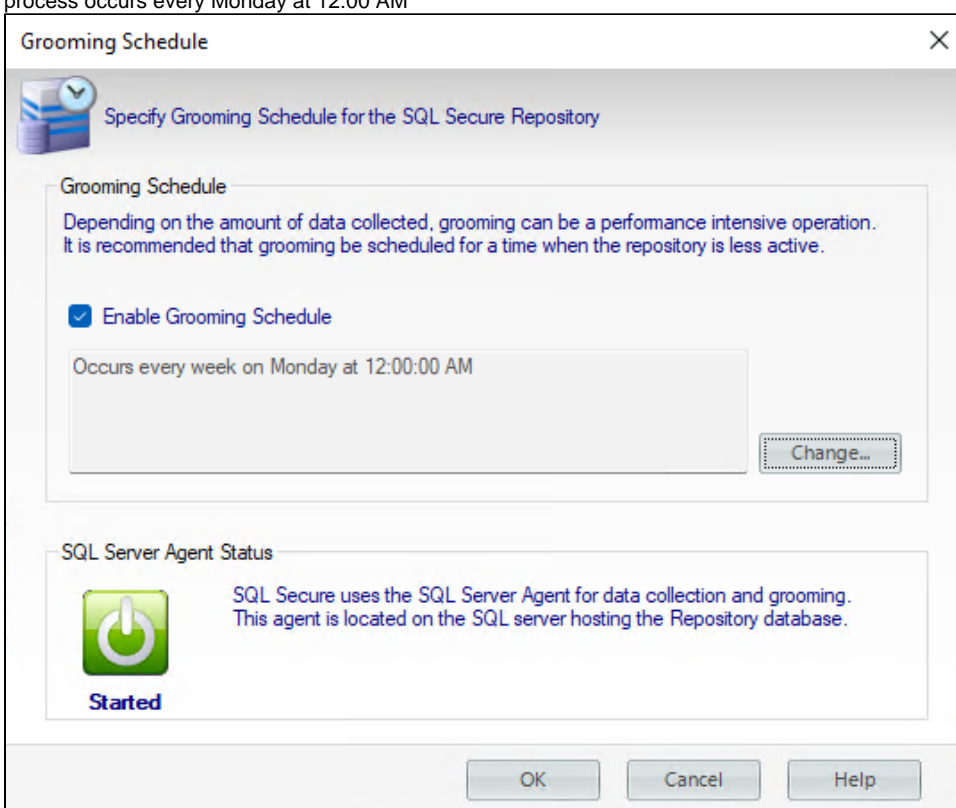 process occurs every Monday at 12:00 AM
Grooming Schedule
Specify Grooming Schedule for the SQL Secure Repository
Grooming Schedule
Depending on the amount of data collected, grooming can be a performance intensive operation.
It is recommended that grooming be scheduled for a time when the repository is less active.
Enable Grooming Schedule
Occurs every week on Monday at 12:00:00 AM
Change...
SQL Server Agent Status
SQL Secure uses the SQL Server Agent for data collection and grooming.
This agent is located on the SQL server hosting the Repository database.
Started
OK
Cancel
Help